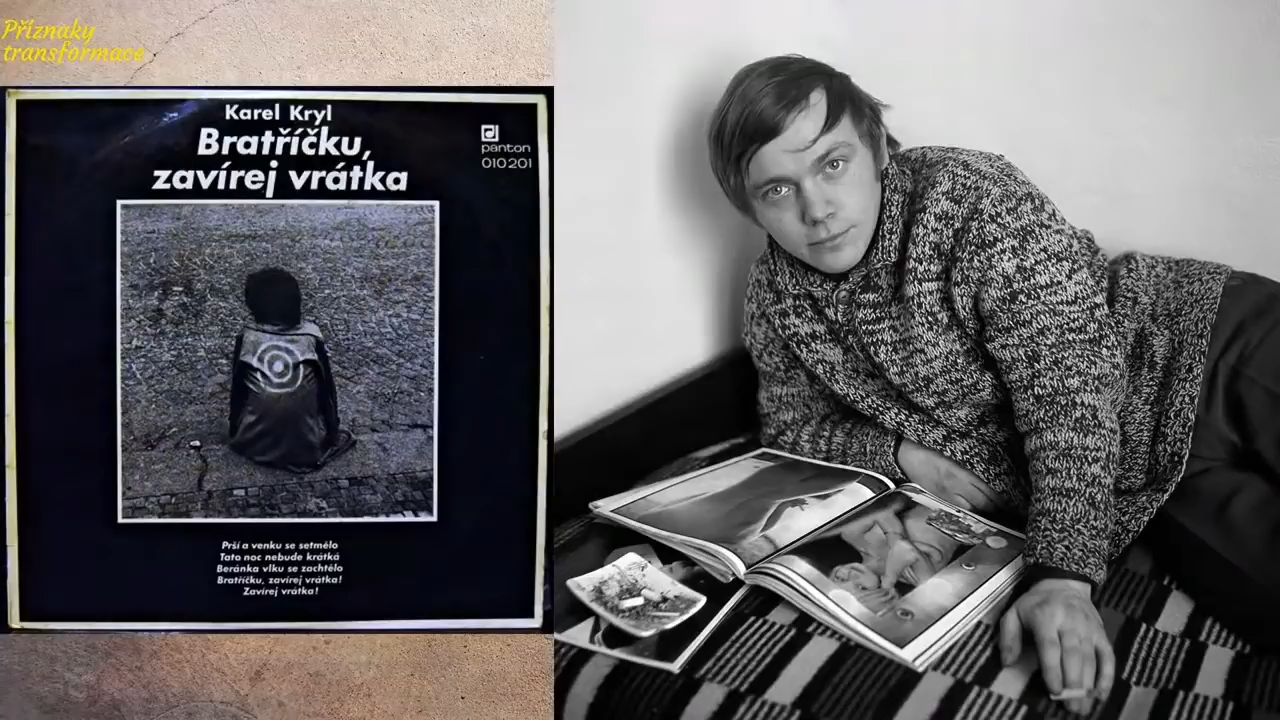 Příznaky
transformace
Karel Kryl
Bratříčku,
zavírej vrátka
panton
010201
Prší a venku se setmělo
Tato noc nebude krátká
Beránka vlku se zachtělo
Bratříčku, zavírej vrátka!
Zavírej vrátka!